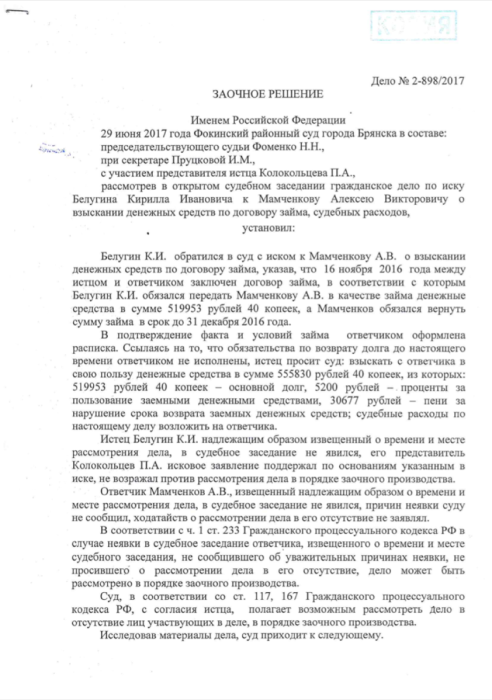 КОПИЯ
Дело № 2-898/2017
ЗАОЧНОЕ РЕШЕНИЕ
Именем Российской Федерации
29 июня 2017 года Фокинский районный суд города Брянска в составе:
председательствующего судьи Фоменко Н.Н.,
при секретаре Пруцковой И.М.,
с участием представителя истца Колокольцева П.А.,
рассмотрев в открытом судебном заседании гражданское дело по иску
Белугина Кирилла Ивановича к Мамченкову Алексею Викторовичу о
взыскании денежных средств по договору займа, судебных расходов,
установил:
Белугин К.И. обратился в суд с иском к Мамченкову А.В. о взыскании
денежных средств по договору займа, указав, что 16 ноября 2016 года между
истцом и ответчиком заключен договор займа, в соответствии с которым
Белугин К.И. обязался передать Мамченкову А.В. в качестве займа денежные
средства в сумме 519953 рублей 40 копеек, а Мамченков обязался вернуть
сумму займа в срок до 31 декабря 2016 года.
В подтверждение факта и условий займа ответчиком оформлена
расписка. Ссылаясь на то, что обязательства по возврату долга до настоящего
времени ответчиком не исполнены, истец просит суд: взыскать с ответчика в
свою пользу денежные средства в сумме 555830 рублей 40 копеек, из которых:
519953 рублей 40 копеек – основной долг, 5200 рублей – проценты за
пользование заемными денежными средствами, 30677 рублей – пени за
нарушение срока возврата заемных денежных средств; судебные расходы по
настоящему делу возложить на ответчика.
Истец Белугин К.И. надлежащим образом извещенный о времени и месте
рассмотрения дела, в судебное заседание не явился, его представитель
Колокольцев П.А. исковое заявление поддержал по основаниям указанным в
иске, не возражал против рассмотрения дела в порядке заочного производства.
Ответчик Мамченков А.В., извещенный надлежащим образом о времени и
месте рассмотрения дела, в судебное заседание не явился, причин неявки суду
не сообщил, ходатайств о рассмотрении дела в его отсутствие не заявлял.
В соответствии с ч. 1 ст. 233 Гражданского процессуального кодекса РФ в
случае неявки в судебное заседание ответчика, извещенного о времени и месте
судебного заседания, не сообщившего об уважительных причинах неявки, не
просившего о рассмотрении дела в его отсутствие, дело может быть
рассмотрено в порядке заочного производства.
Суд, в соответствии со ст. 117, 167 Гражданского процессуального
кодекса РФ, с согласия истца, полагает возможным рассмотреть дело в
отсутствие лиц участвующих в деле, в порядке заочного производства.
Исследовав материалы дела, суд приходит к следующему.